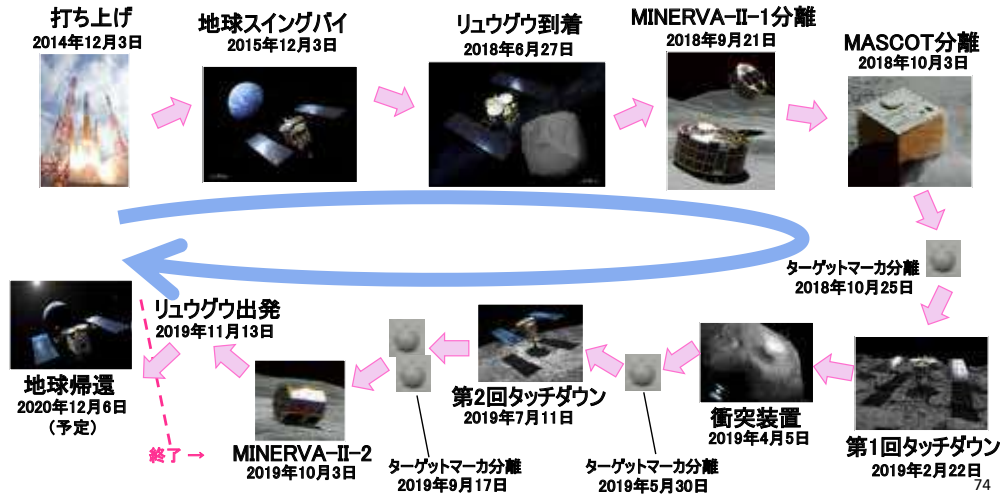 打ち上げ
2014年12月3日
地球スイングバイ
2015年12月3日
リュウグウ到着
2018年6月27日
MINERVA-II-1分離
2018年9月21日
MASCOT分離
2018年10月3日
ターゲットマーカ分離
2018年10月25日
第1回タッチダウン
2019年2月22日
衝突装置
2019年4月5日
ターゲットマーカ分離
2019年5月30日
第2回タッチダウン
2019年7月11日
ターゲットマーカ分離
2019年9月17日
MINERVA-II-2
2019年10月3日
リュウグウ出発
2019年11月13日
終了→
地球帰還
2020年12月6日
（予定）
74